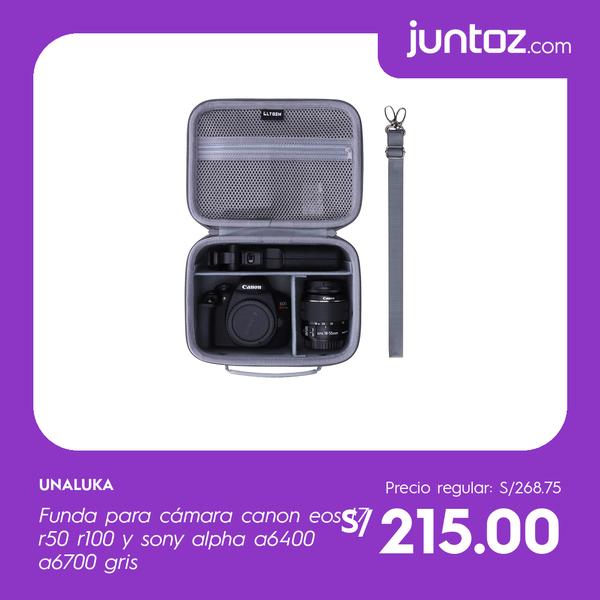 juntoz.com
LTGEM
Canon
EOS
UNALUKA
Precio regular: S/268.75
Funda para cámara canon eos
r50 r100 y sony alpha a6400
a6700 gris
S/215.00